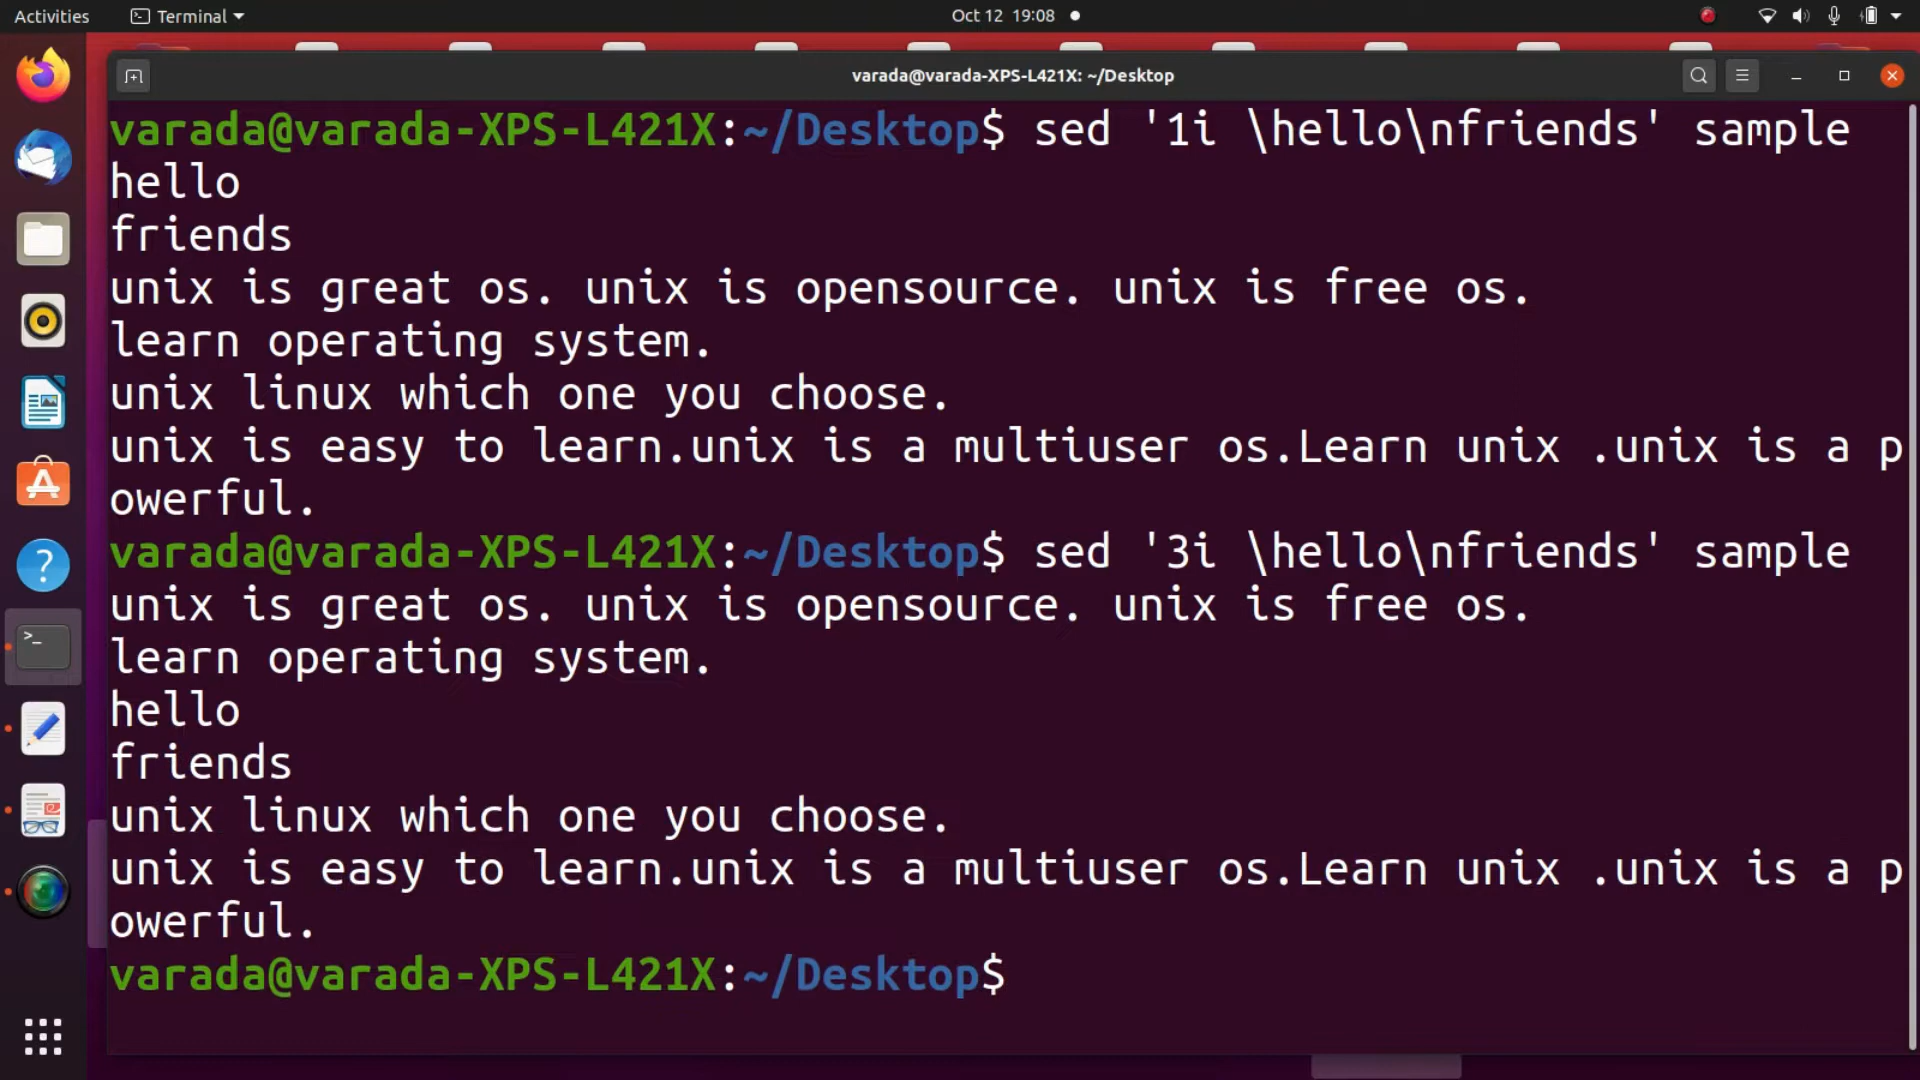 Activities Terminal Oct 12 19:08
varada@varada-XPS-L421X: ~/Desktop
varada@varada-XPS-L421X:~/Desktop$ sed '1i \hello\nfriends' sample
hello
friends
unix is great os. unix is opensource. unix is free os.
learn operating system.
unix linux which one you choose.
unix is easy to learn.unix is a multiuser os.Learn unix .unix is a p
owerful.
varada@varada-XPS-L421X:~/Desktop$ sed '3i \hello\nfriends' sample
unix is great os. unix is opensource. unix is free os.
learn operating system.
hello
friends
unix linux which one you choose.
unix is easy to learn.unix is a multiuser os.Learn unix .unix is a p
owerful.
varada@varada-XPS-L421X:~/Desktop$